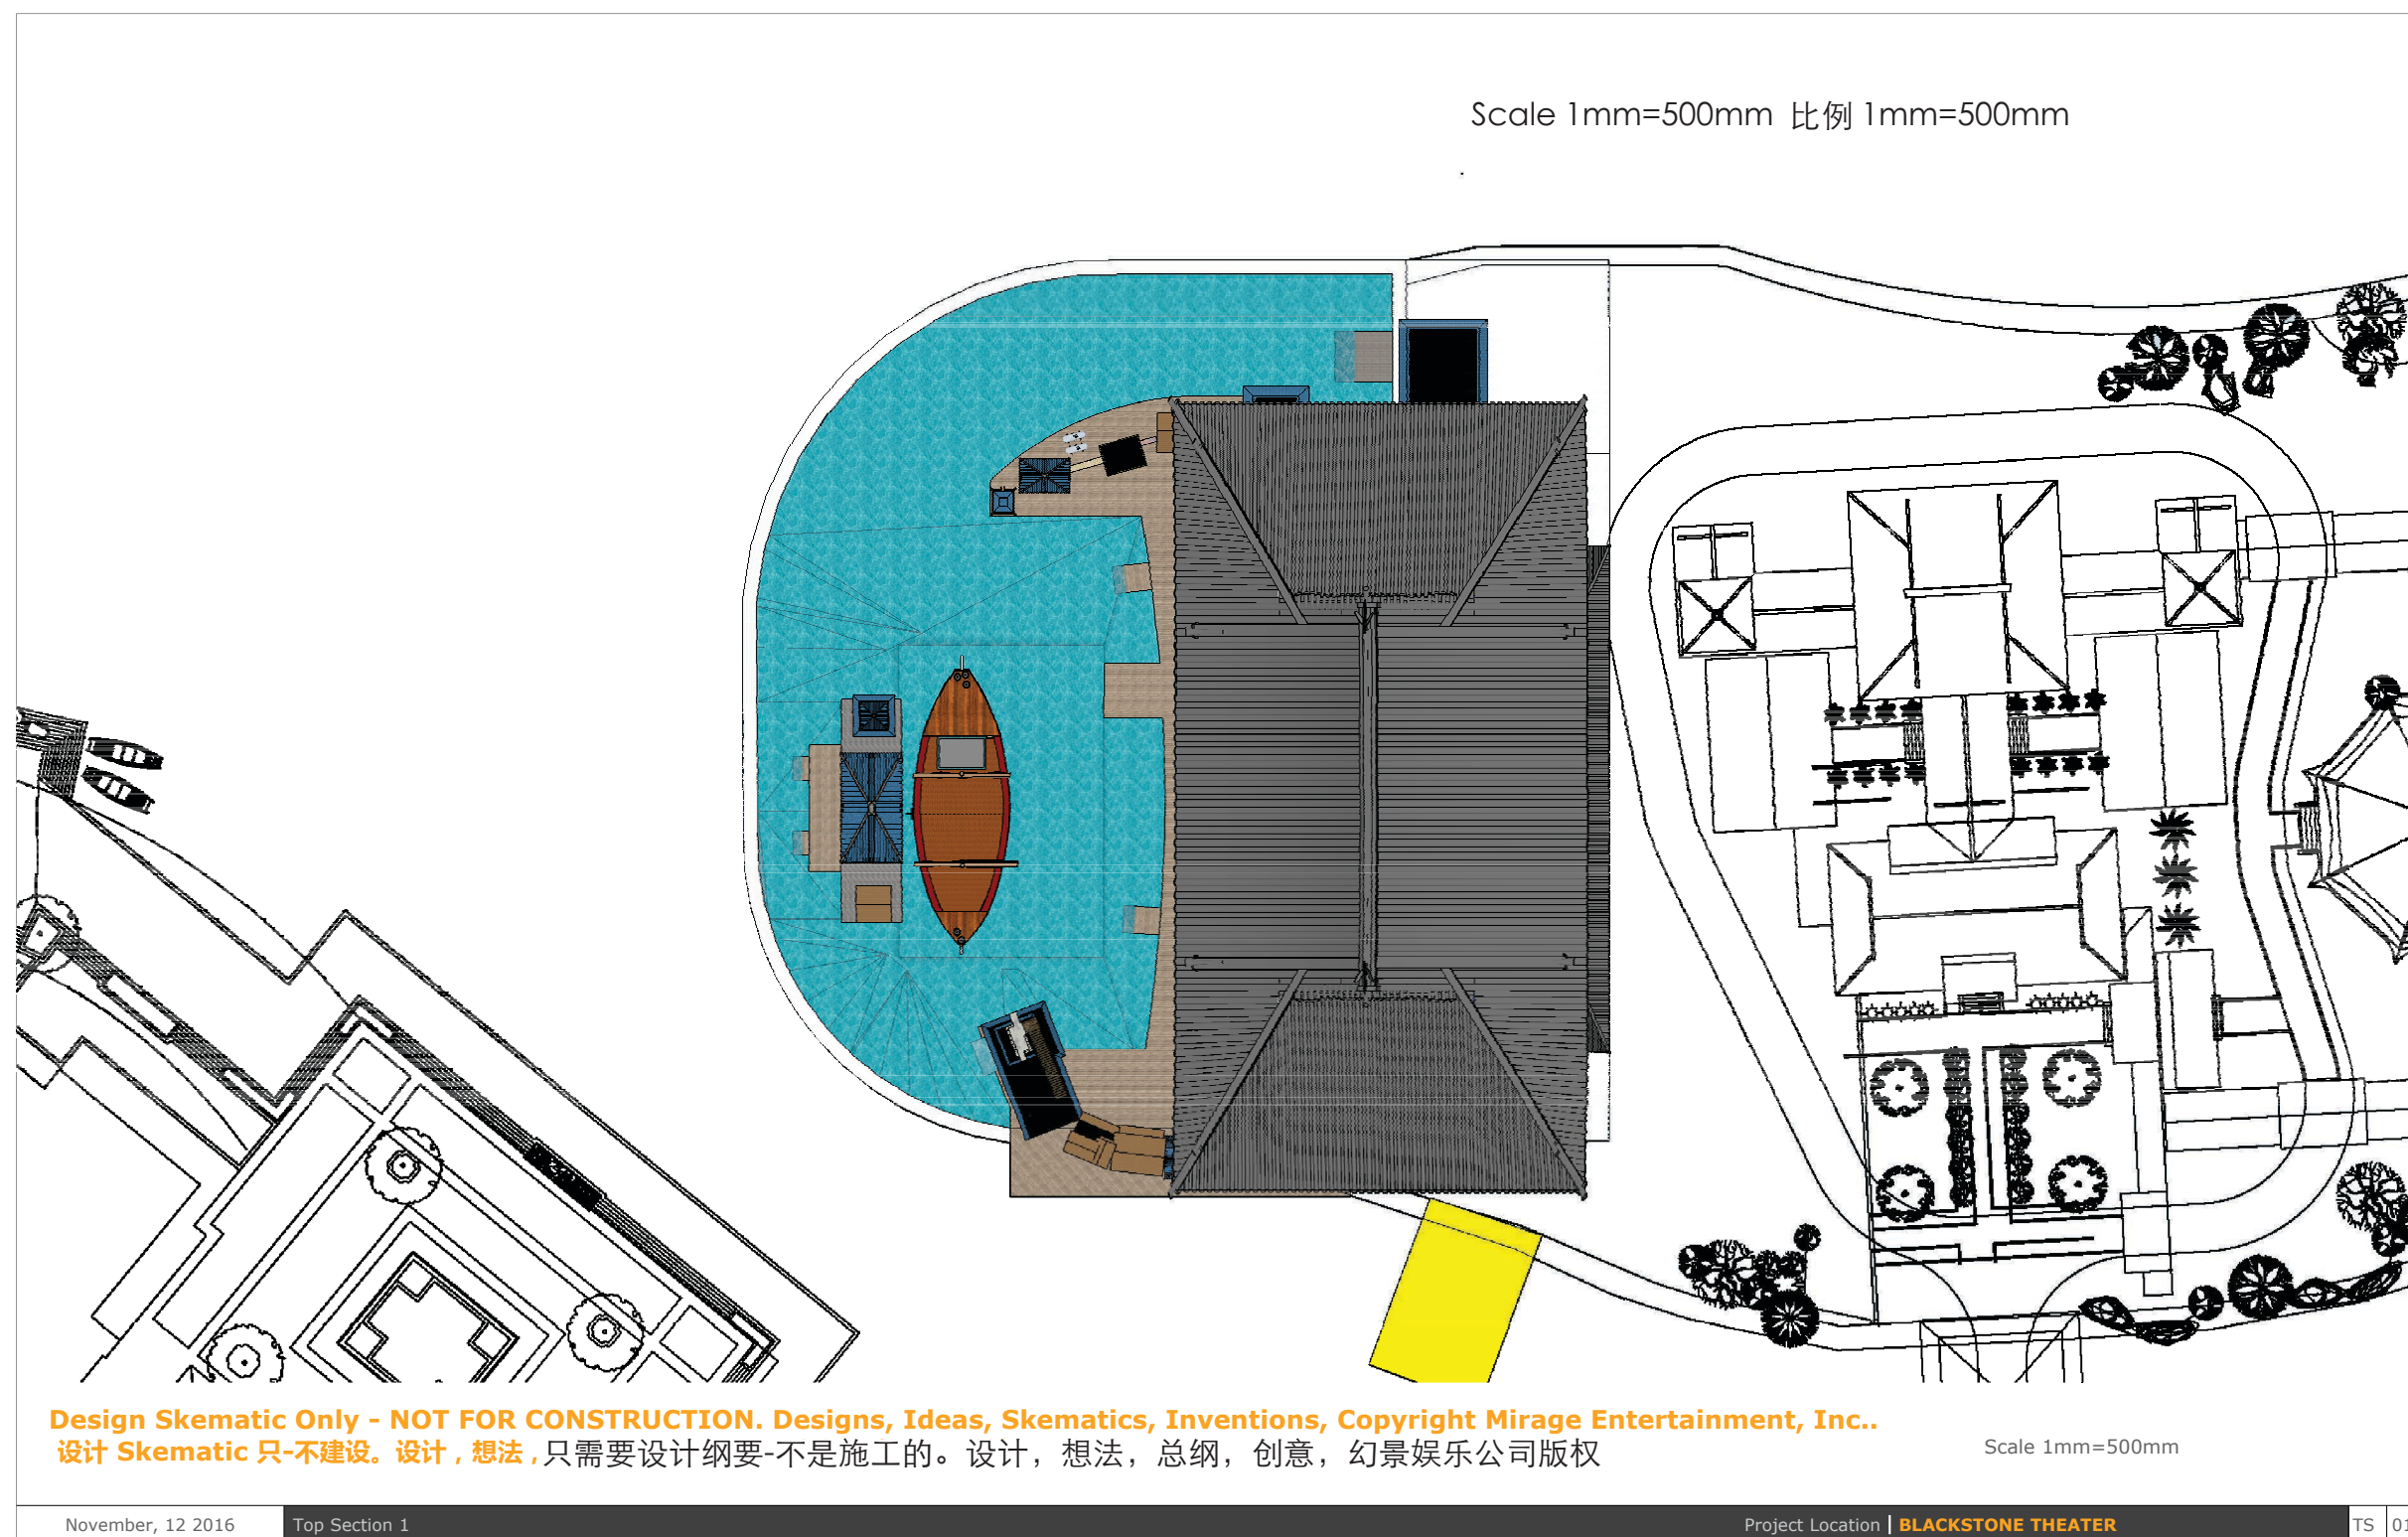 Scale 1mm=500mm 比例 1mm=500mm
Design Skematic Only - NOT FOR CONSTRUCTION. Designs, Ideas, Skematics, Inventions, Copyright Mirage Entertainment, Inc..
设计 Skematic 只-不建设。设计 , 想法 , 只需要设计纲要-不是施工的。设计，想法，总纲，创意，幻景娱乐公司版权
Scale 1mm=500mm
November, 12 2016
Top Section 1
Project Location | BLACKSTONE THEATER
TS